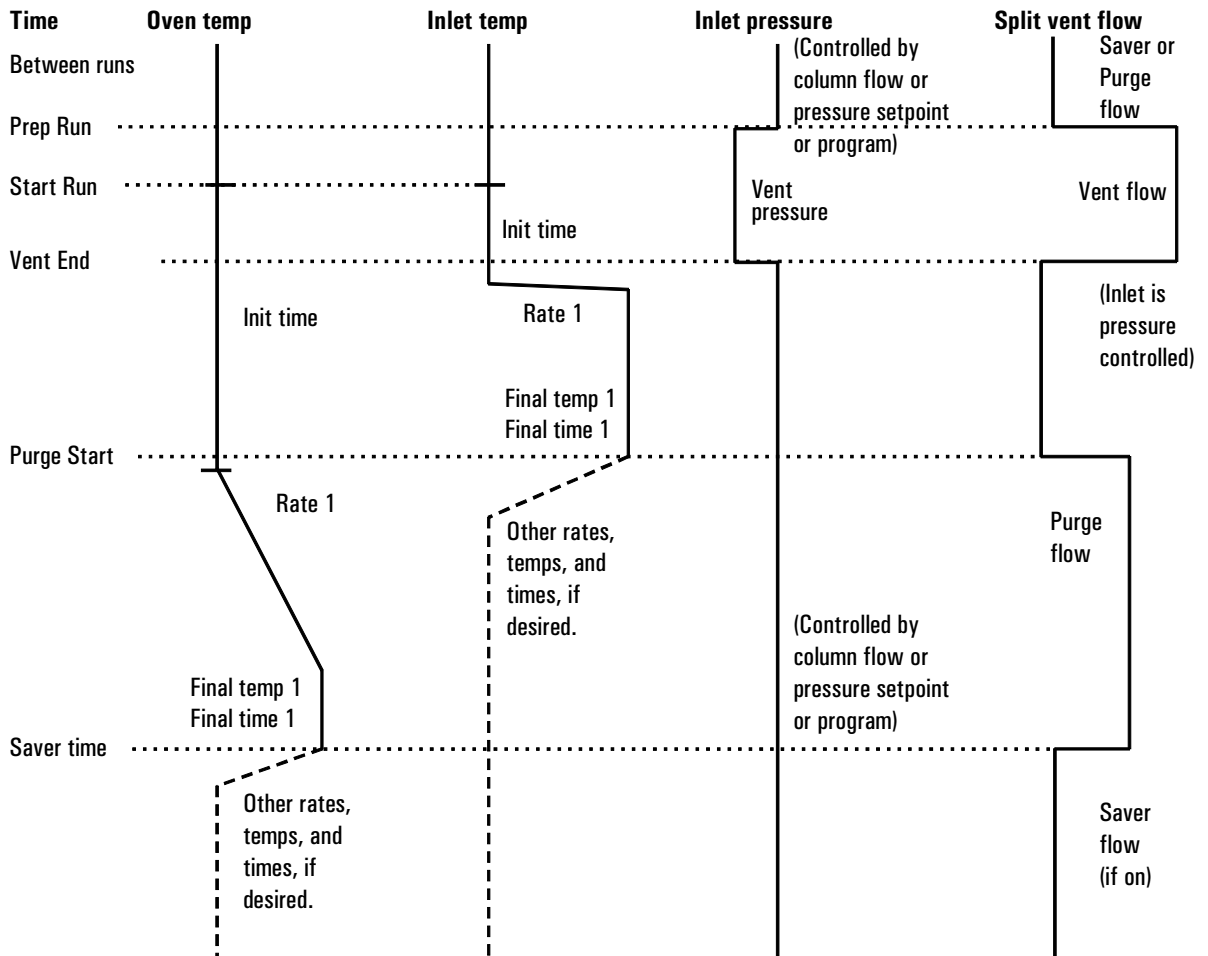 Time Oven temp Inlet temp Inlet pressure Split vent flow
Between runs
(Controlled by
column flow or
pressure setpoint
or program)
Saver or
Purge
flow
Prep Run
Start Run
Vent
pressure
Vent flow
Init time
Vent End
Init time
Rate 1
(Inlet is
pressure
controlled)
Final temp 1
Final time 1
Purge Start
Rate 1
Other rates,
temps, and
times, if
desired.
Purge
flow
(Controlled by
column flow or
pressure setpoint
or program)
Final temp 1
Final time 1
Saver time
Other rates,
temps, and
times, if
desired.
Saver
flow
(if on)